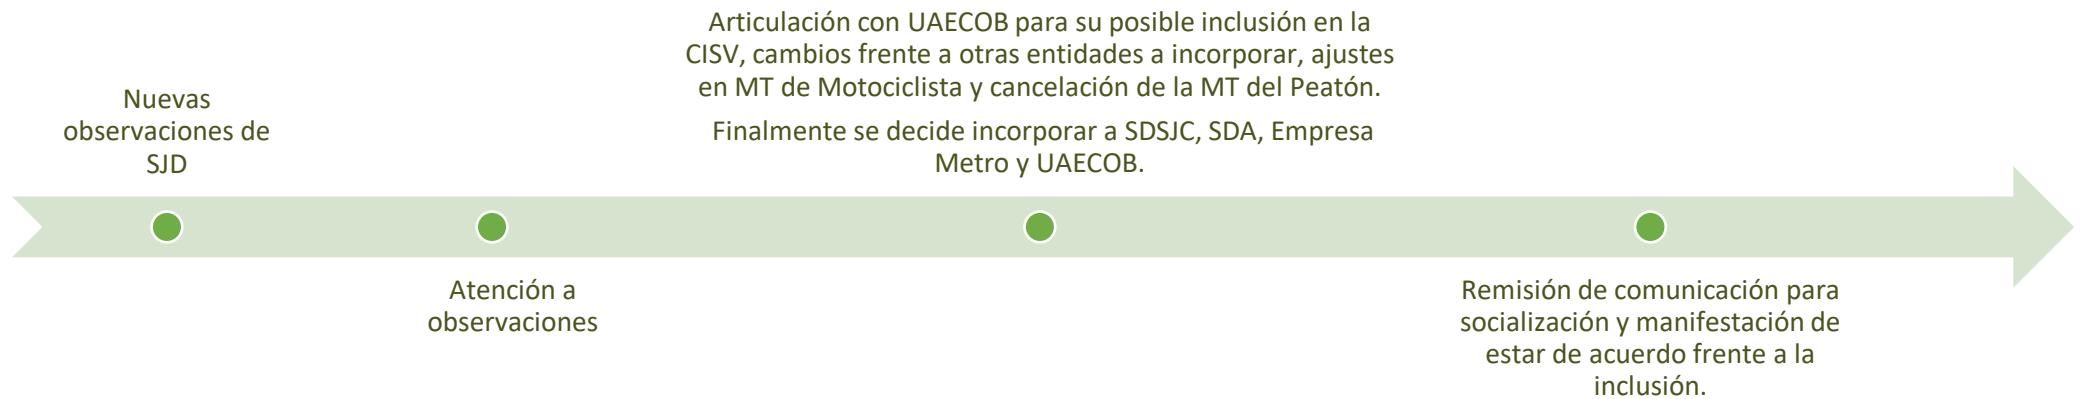 Nuevas
observaciones de
SJD
Atención a
observaciones
Articulación con UAECOB para su posible inclusión en la
CISV, cambios frente a otras entidades a incorporar, ajustes
en MT de Motociclista y cancelación de la MT del Peatón.
Finalmente se decide incorporar a SDSJC, SDA, Empresa
Metro y UAECOB.
Remisión de comunicación para
socialización y manifestación de
estar de acuerdo frente a la
inclusión.